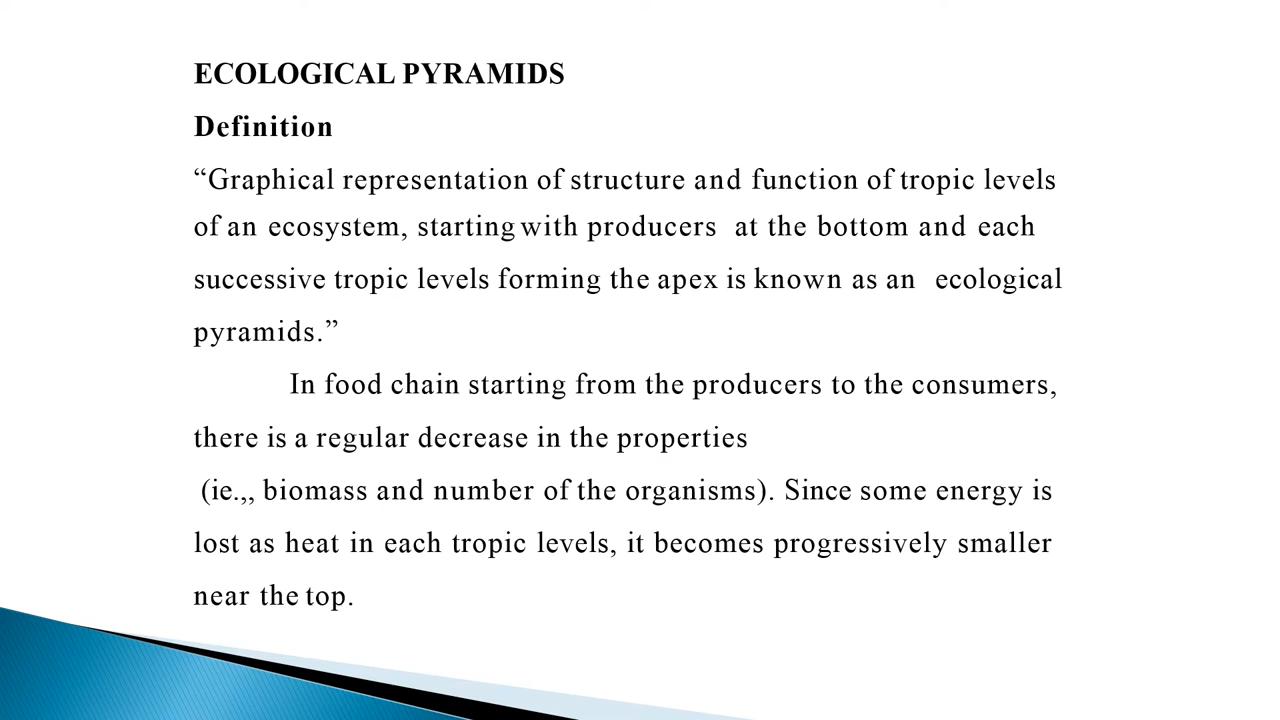 ECOLOGICAL PYRAMIDS
Definition
“Graphical representation of structure and function of tropic levels
of an ecosystem, starting with producers at the bottom and each
successive tropic levels forming the apex is known as an ecological
pyramids.”
In food chain starting from the producers to the consumers,
there is a regular decrease in the properties
(ie.,, biomass and number of the organisms). Since some energy is
lost as heat in each tropic levels, it becomes progressively smaller
near the top.